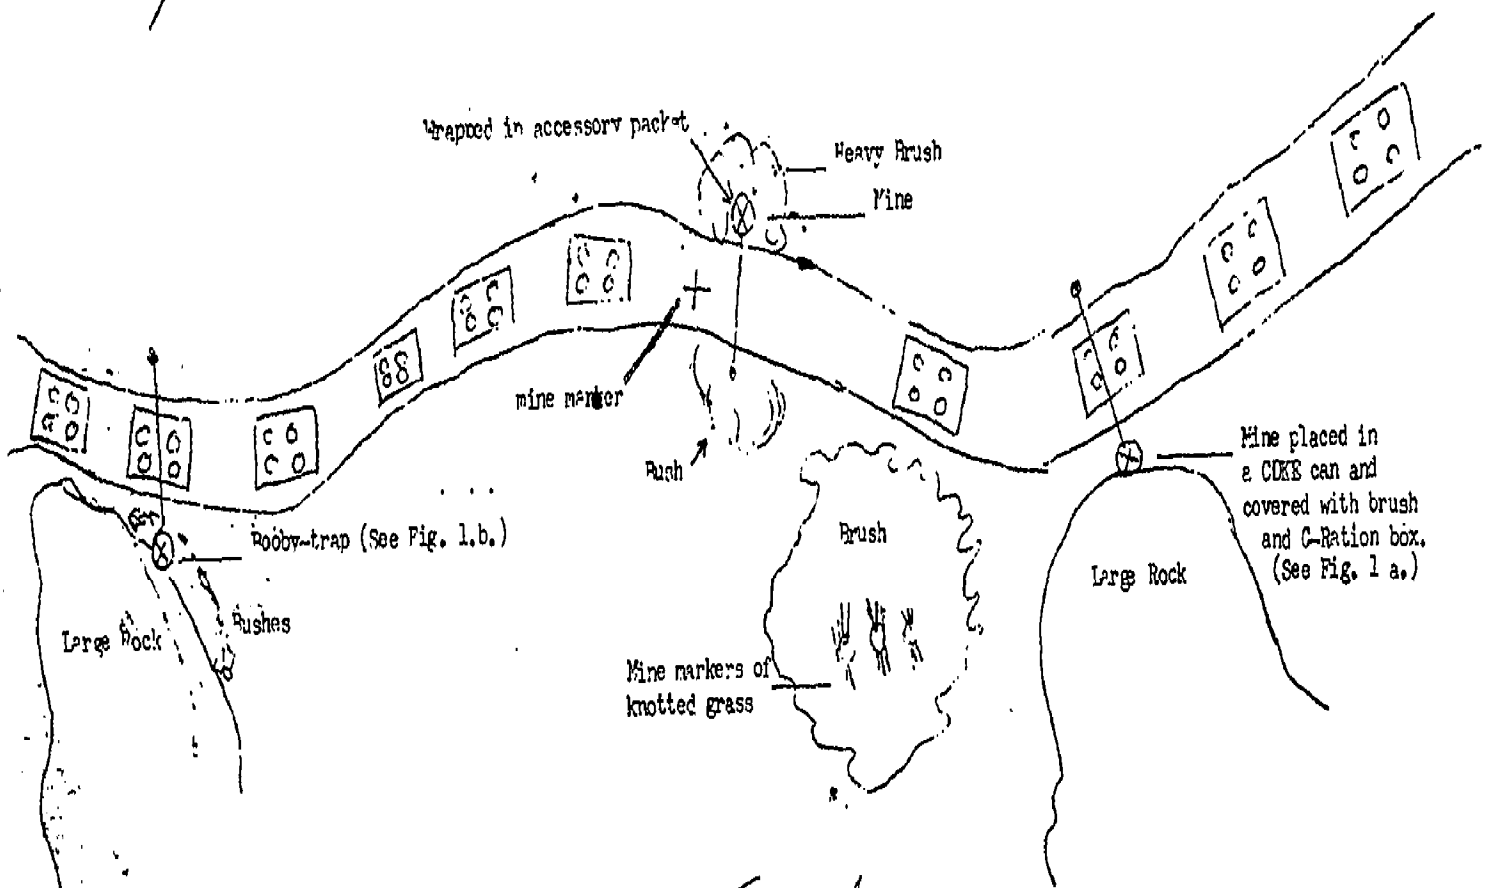 Wrapped in accessory packet
Heavy Brush
Mine
mine marker
Bush
Mine placed in
a COKE can and
covered with brush
and C-Ration box.
(See Fig. 1 a.)
Booby-trap (See Fig. 1.b.)
Brush
Large Rock
Bushes
Large Rock
Mine markers of
knotted grass